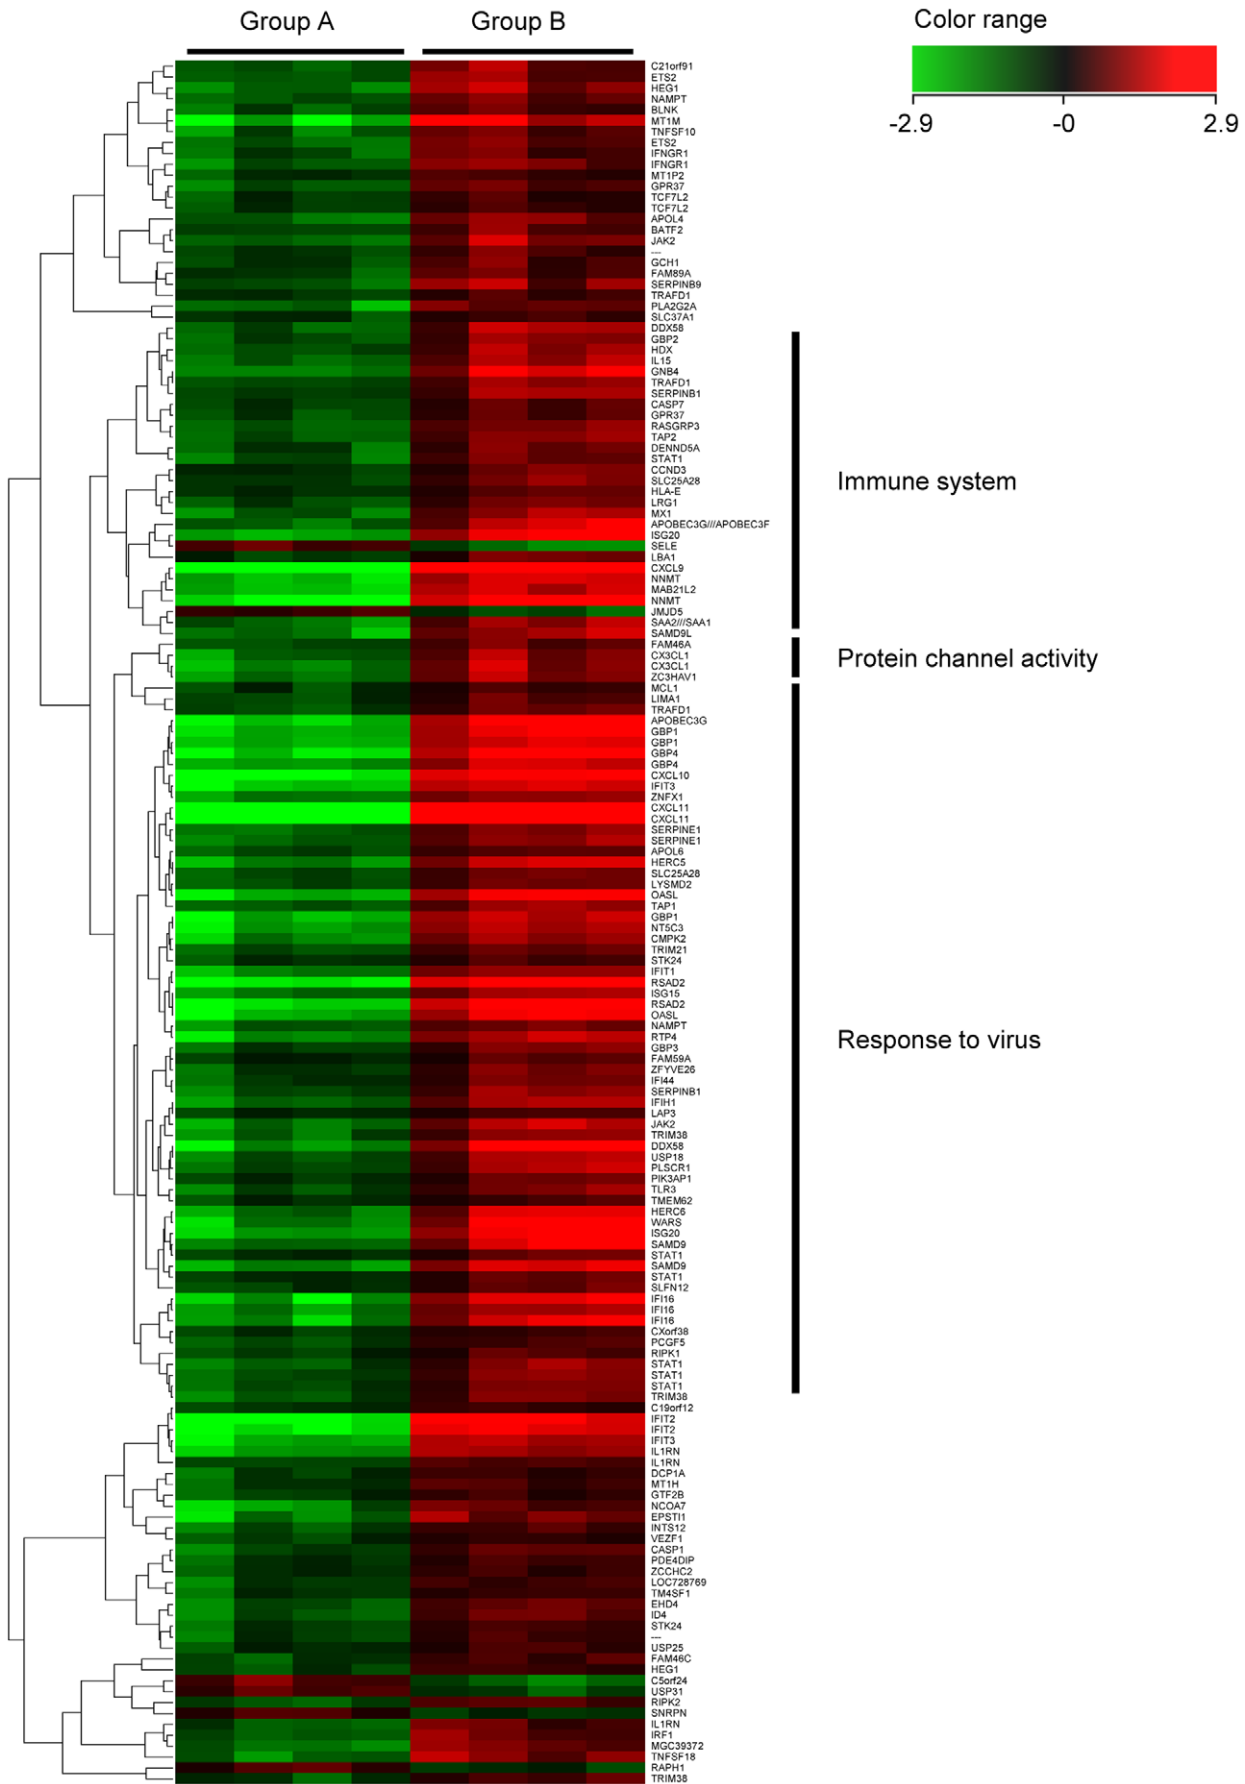 Group A
Group B
Color range
-2.9
-0
2.9
C21orf91
ETS2
HEG1
NAMPT
BLNK
MT1M
TNFSF10
ETS2
IFNGR1
IFNGR1
MT1P2
GPR37
TCF7L2
TCF7L2
APOL4
BATF2
JAK2
---
GCH1
FAM89A
SERPINB9
TRAFD1
PLA2G2A
SLC37A1
DDX58
GBP2
HDX
IL15
GNB4
TRAFD1
SERPINB1
CASP7
GPR37
RASGRP3
TAP2
DENND5A
STAT1
CCND3
SLC25A28
HLA-E
LRG1
MX1
APOBEC3G///APOBEC3F
ISG20
SELE
LBA1
CXCL9
NNMT
MAB21L2
NNMT
JMJD5
SAA2///SAA1
SAMD9L
Immune system
FAM46A
CX3CL1
CX3CL1
ZC3HAV1
Protein channel activity
MCL1
LIMA1
TRAFD1
APOBEC3G
GBP1
GBP1
GBP4
GBP4
CXCL10
IFIT3
ZNFX1
CXCL11
CXCL11
SERPINE1
SERPINE1
APOL6
HERC5
SLC25A28
LYSMD2
OASL
TAP1
GBP1
NT5C3
CMPK2
TRIM21
STK24
IFIT1
RSAD2
ISG15
RSAD2
OASL
NAMPT
RTP4
GBP3
FAM59A
ZFYVE26
IFI44
SERPINB1
IFIH1
LAP3
JAK2
TRIM38
DDX58
USP18
PLSCR1
PIK3AP1
TLR3
TMEM62
HERC6
WARS
ISG20
SAMD9
STAT1
SAMD9
STAT1
SLFN12
IFI16
IFI16
IFI16
CXorf38
PCGF5
RIPK1
STAT1
STAT1
STAT1
TRIM38
Response to virus
C19orf12
IFIT2
IFIT2
IFIT3
IL1RN
IL1RN
DCP1A
MT1H
GTF2B
NCOA7
EPSTI1
INTS12
VEZF1
CASP1
PDE4DIP
ZCCHC2
LOC728769
TM4SF1
EHD4
ID4
STK24
---
USP25
FAM46C
HEG1
C5orf24
USP31
RIPK2
SNRPN
IL1RN
IRF1
MGC39372
TNFSF18
RAPH1
TRIM38